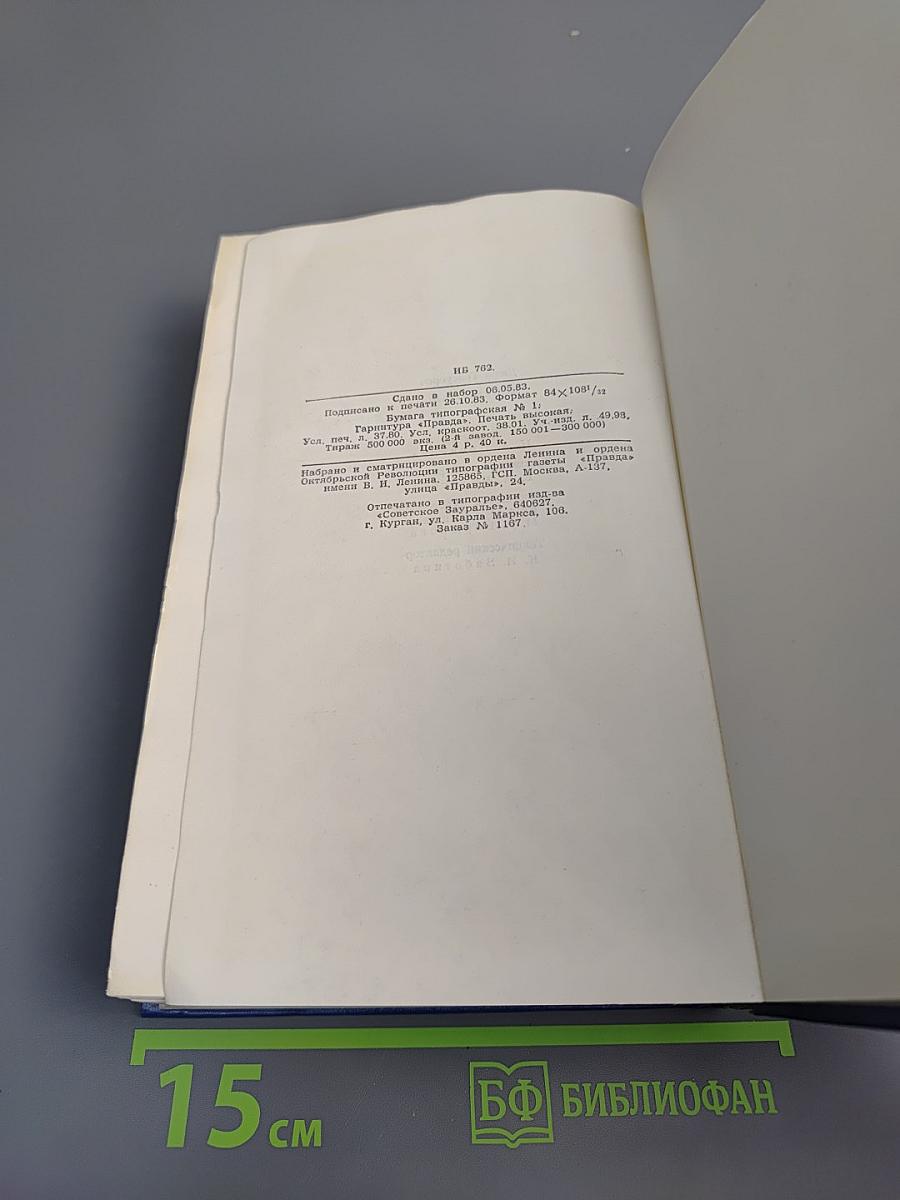 ИБ 762.
Сдано в набор 06.05.83.
Подписано к печати 26.10.83. Формат 84×108¹/₃₂
Бумага типографская № 1.
Гарнитура «Правда». Печать высокая.
Усл. печ. л. 37.80. Усл. краскоот. 38.01. Уч.-изд. л. 49,93.
Тираж 500 000 экз. (2-й завод. 150 001—300 000)
Цена 4 р. 40 к.
Набрано и сматрицировано в ордена Ленина и ордена
Октябрьской Революции типографии газеты «Правда»
имени В. И. Ленина. 125865, ГСП. Москва, А-137,
улица «Правды», 24.
Отпечатано в типографии изд-ва
«Советское Зауралье», 640627,
г. Курган, ул. Карла Маркса, 106.
Заказ № 1167.
15 см
БФ БИБЛИОФАН